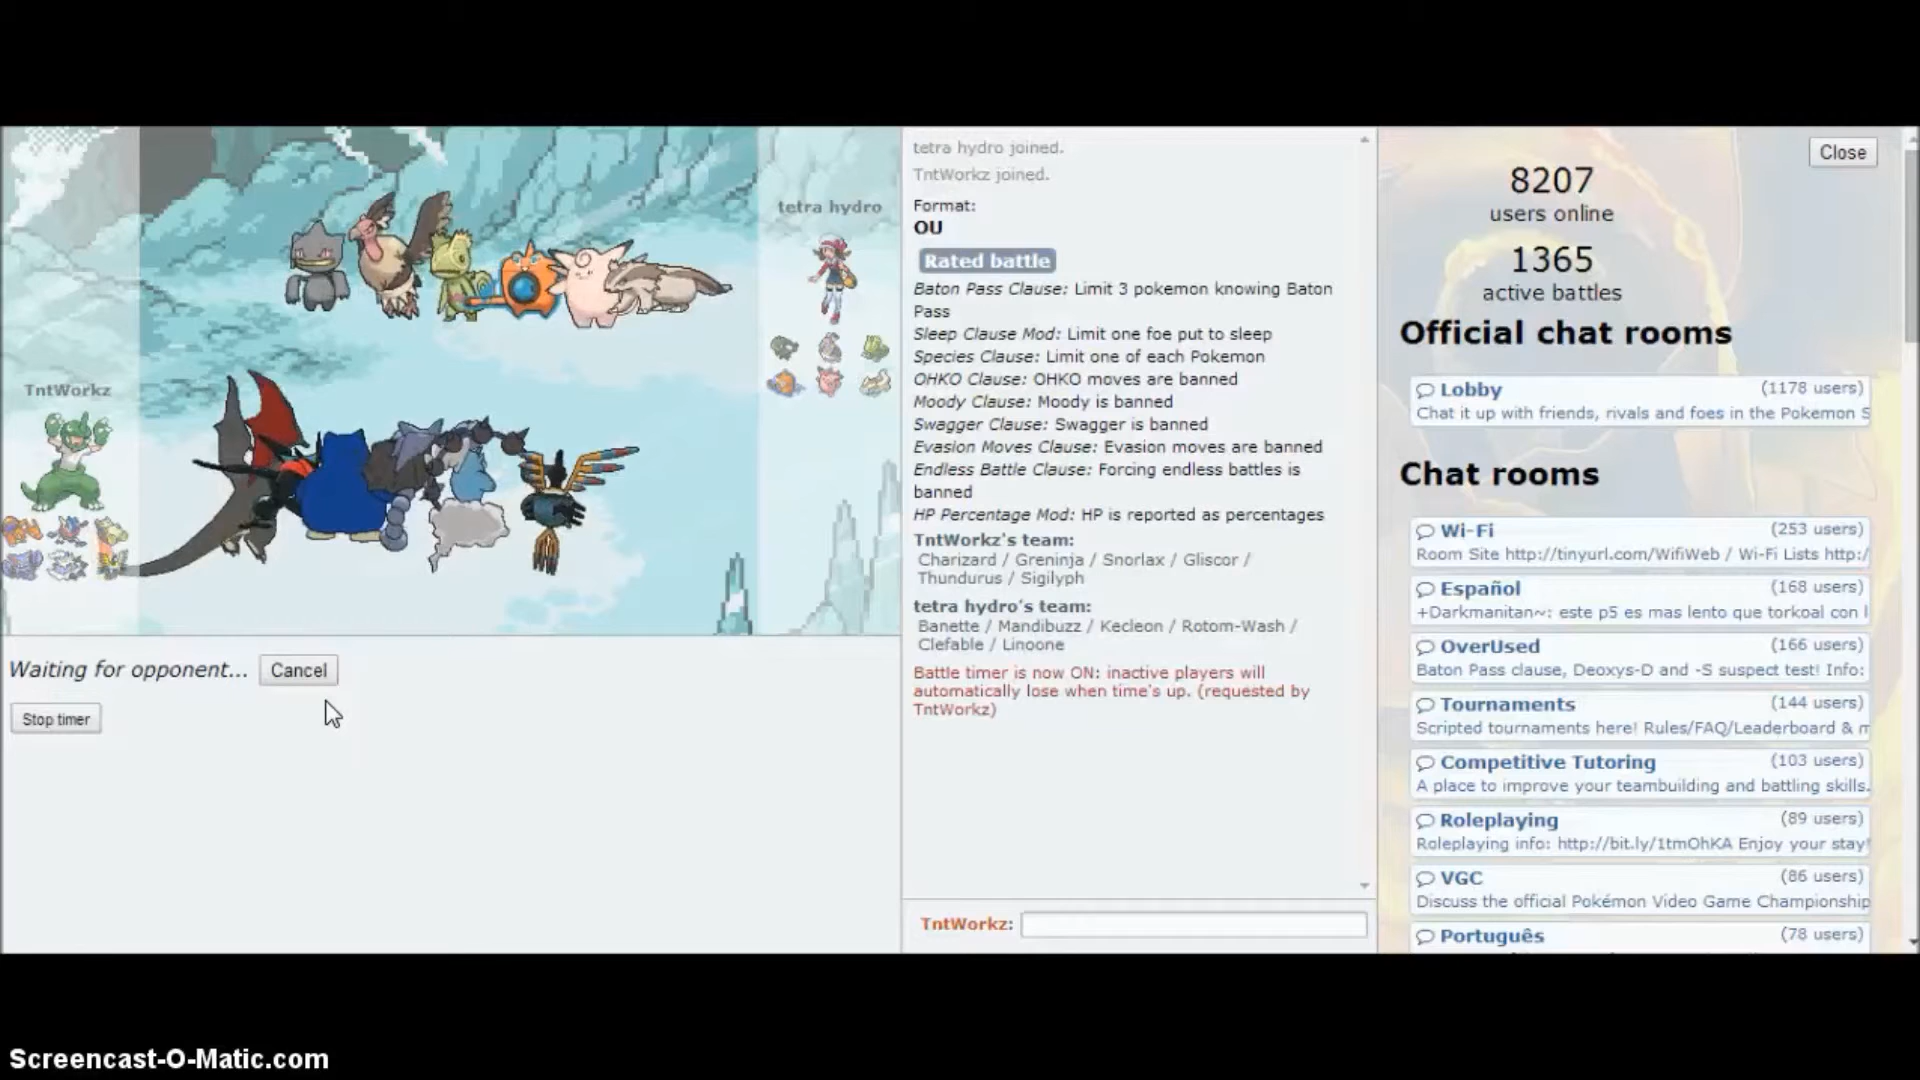 tetra hydro
TntWorkz
Waiting for opponent...
Cancel
Stop timer
tetra hydro joined.
TntWorkz joined.
Format:
OU
Rated battle
Baton Pass Clause: Limit 3 pokemon knowing Baton
Pass
Sleep Clause Mod: Limit one foe put to sleep
Species Clause: Limit one of each Pokemon
OHKO Clause: OHKO moves are banned
Moody Clause: Moody is banned
Swagger Clause: Swagger is banned
Evasion Moves Clause: Evasion moves are banned
Endless Battle Clause: Forcing endless battles is
banned
HP Percentage Mod: HP is reported as percentages
TntWorkz's team:
Charizard / Greninja / Snorlax / Gliscor /
Thundurus / Sigilyph
tetra hydro's team:
Banette / Mandibuzz / Kecleon / Rotom-Wash /
Clefable / Linoone
Battle timer is now ON: inactive players will
automatically lose when time's up. (requested by
TntWorkz)
TntWorkz:
Close
8207
users online
1365
active battles
Official chat rooms
Lobby (1178 users)
Chat it up with friends, rivals and foes in the Pokemon S
Chat rooms
Wi-Fi (253 users)
Room Site http://tinyurl.com/WifiWeb / Wi-Fi Lists http:/
Español (168 users)
+Darkmanitan~: este p5 es mas lento que torkoal con l
OverUsed (166 users)
Baton Pass clause, Deoxys-D and -S suspect test! Info:
Tournaments (144 users)
Scripted tournaments here! Rules/FAQ/Leaderboard & m
Competitive Tutoring (103 users)
A place to improve your teambuilding and battling skills.
Roleplaying (89 users)
Roleplaying info: http://bit.ly/1tmOhKA Enjoy your stay!
VGC (86 users)
Discuss the official Pokémon Video Game Championship
Português (78 users)
Screencast-O-Matic.com